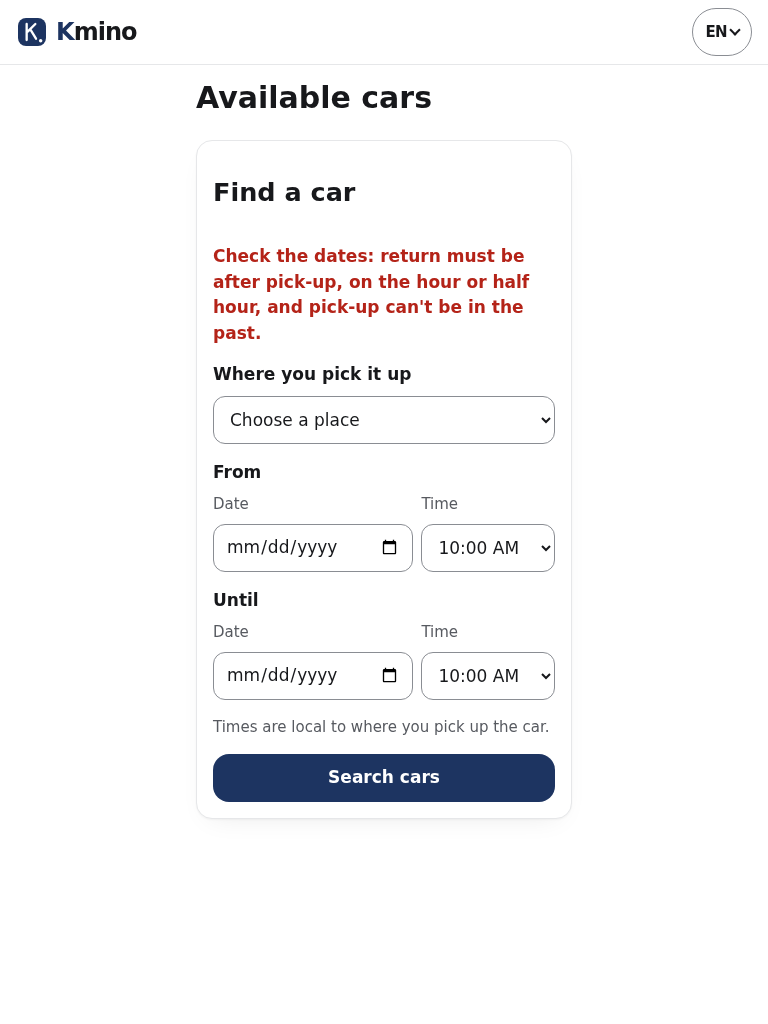 K. Kmino
EN
Available cars
Find a car
Check the dates: return must be
after pick-up, on the hour or half
hour, and pick-up can't be in the
past.
Where you pick it up
Choose a place
From
Date Time
mm/dd/yyyy 10:00 AM
Until
Date Time
mm/dd/yyyy 10:00 AM
Times are local to where you pick up the car.
Search cars